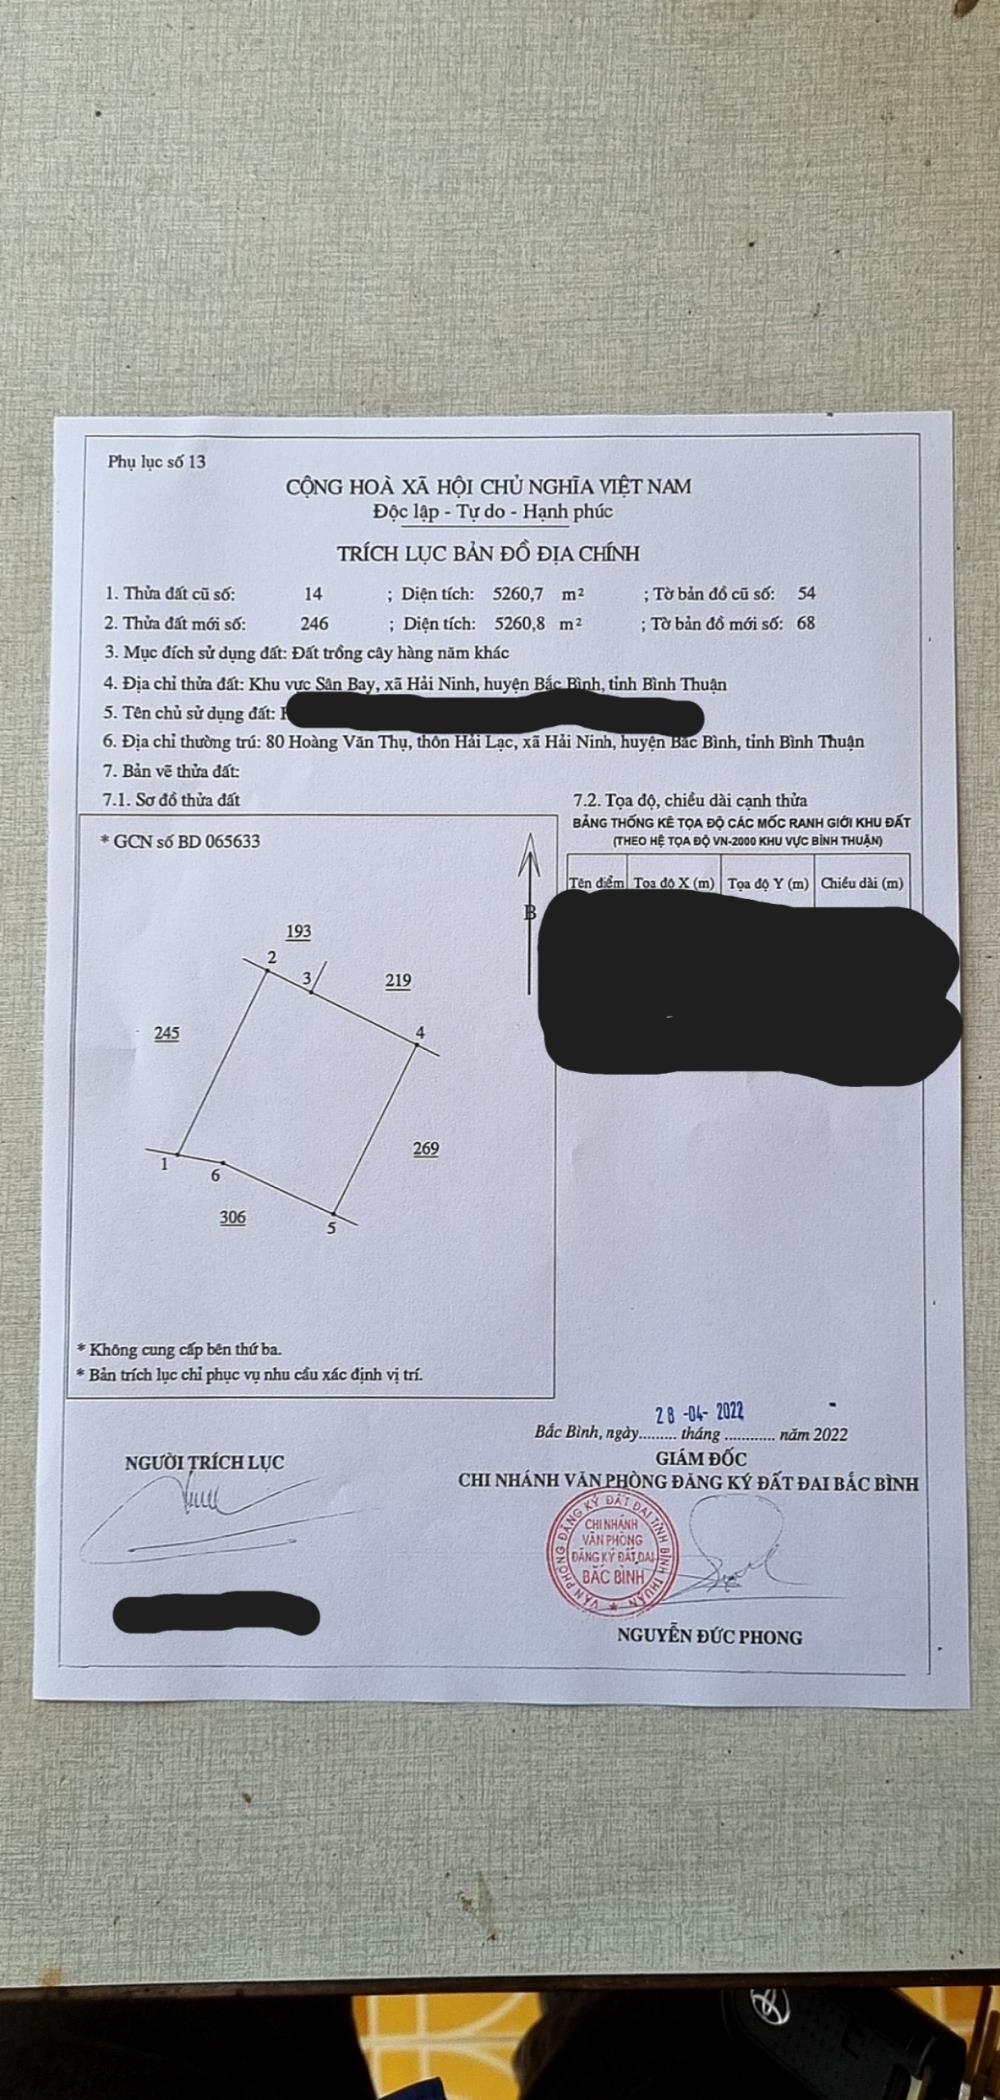 Phụ lục số 13
CỘNG HOÀ XÃ HỘI CHỦ NGHĨA VIỆT NAM
Độc lập - Tự do - Hạnh phúc
TRÍCH LỤC BẢN ĐỒ ĐỊA CHÍNH
1. Thửa đất cũ số: 14 ; Diện tích: 5260,7 m² ; Tờ bản đồ cũ số: 54
2. Thửa đất mới số: 246 ; Diện tích: 5260,8 m² ; Tờ bản đồ mới số: 68
3. Mục đích sử dụng đất: Đất trồng cây hàng năm khác
4. Địa chỉ thửa đất: Khu vực Sân Bay, xã Hải Ninh, huyện Bắc Bình, tỉnh Bình Thuận
5. Tên chủ sử dụng đất:
6. Địa chỉ thường trú: 80 Hoàng Văn Thụ, thôn Hải Lạc, xã Hải Ninh, huyện Bắc Bình, tỉnh Bình Thuận
7. Bản vẽ thửa đất:
7.1. Sơ đồ thửa đất
* GCN số BD 065633
B
193
2
3
219
245
4
269
1
6
306
5
* Không cung cấp bên thứ ba.
* Bản trích lục chỉ phục vụ nhu cầu xác định vị trí.
7.2. Tọa độ, chiều dài cạnh thửa
BẢNG THỐNG KÊ TỌA ĐỘ CÁC MỐC RANH GIỚI KHU ĐẤT
(THEO HỆ TỌA ĐỘ VN-2000 KHU VỰC BÌNH THUẬN)
Tên điểm Tọa độ X (m) Tọa độ Y (m) Chiều dài (m)
28 -04- 2022
Bắc Bình, ngày......... tháng ............ năm 2022
NGƯỜI TRÍCH LỤC
GIÁM ĐỐC
CHI NHÁNH VĂN PHÒNG ĐĂNG KÝ ĐẤT ĐAI BẮC BÌNH
VĂN PHÒNG ĐĂNG KÝ ĐẤT ĐAI TỈNH BÌNH THUẬN
CHI NHÁNH
VĂN PHÒNG
ĐĂNG KÝ ĐẤT ĐAI
BẮC BÌNH
NGUYỄN ĐỨC PHONG